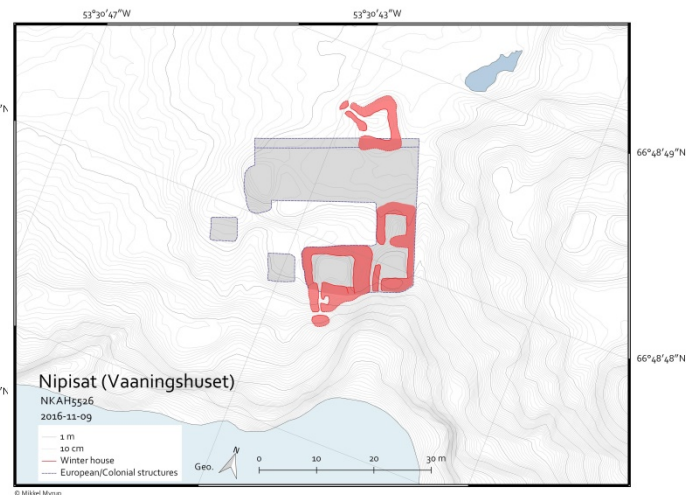 53°30'47"W
53°30'43"W
66°48'49"N
66°48'48"N
Nipisat (Vaaningshuset)
NKAH5526
2016-11-09
1 m
10 cm
Winter house
European/Colonial structures
Geo.
N
0 10 20 30 m
© Mikkel Myrup